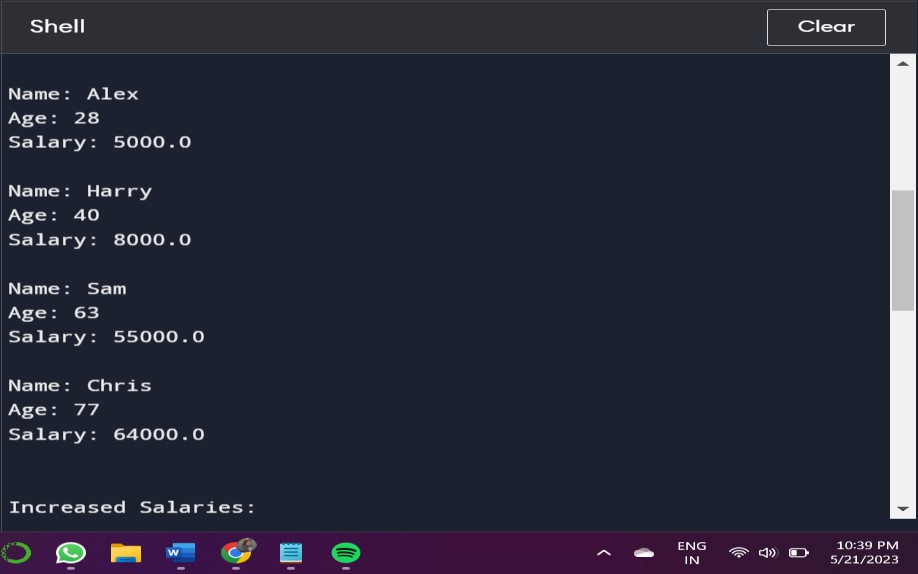 Shell
Clear
Name: Alex
Age: 28
Salary: 5000.0
Name: Harry
Age: 40
Salary: 8000.0
Name: Sam
Age: 63
Salary: 55000.0
Name: Chris
Age: 77
Salary: 64000.0
Increased Salaries:
W
ENG
IN
10:39 PM
5/21/2023